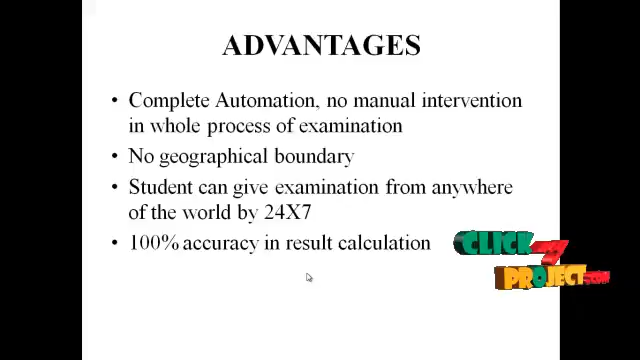 ADVANTAGES
• Complete Automation, no manual intervention
in whole process of examination
• No geographical boundary
• Student can give examination from anywhere
of the world by 24X7
• 100% accuracy in result calculation
CLICK
PROJECT.COM